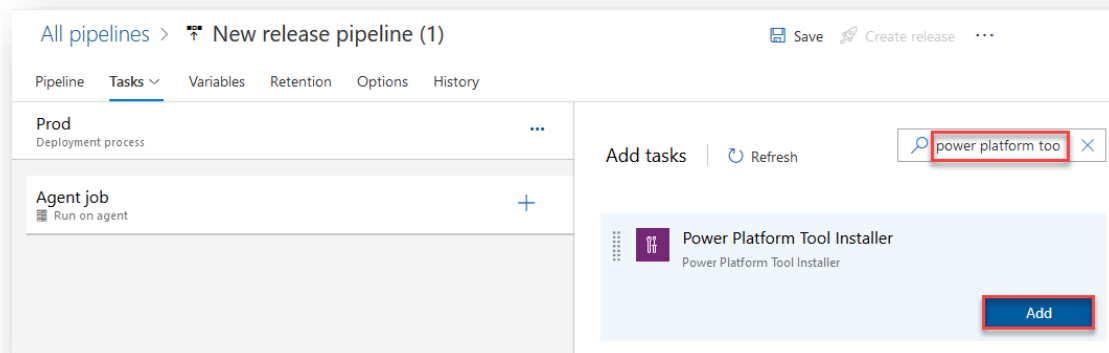 All pipelines > New release pipeline (1)
Save Create release ...
Pipeline Tasks Variables Retention Options History
Prod
Deployment process
...
Agent job
Run on agent
+
Add tasks Refresh
power platform too
Power Platform Tool Installer
Power Platform Tool Installer
Add